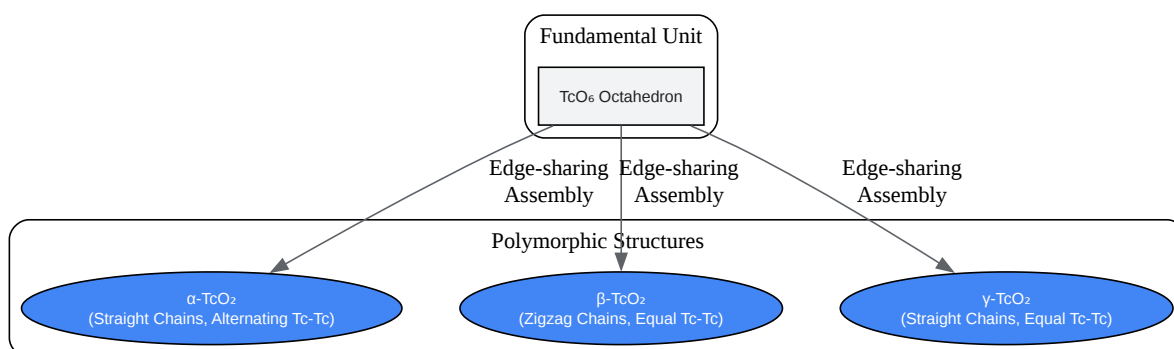 Fundamental Unit
TcO₆ Octahedron
Edge-sharing
Assembly
Edge-sharing
Assembly
Edge-sharing
Assembly
Polymorphic Structures
α-TcO₂
(Straight Chains, Alternating Tc-Tc)
β-TcO₂
(Zigzag Chains, Equal Tc-Tc)
γ-TcO₂
(Straight Chains, Equal Tc-Tc)